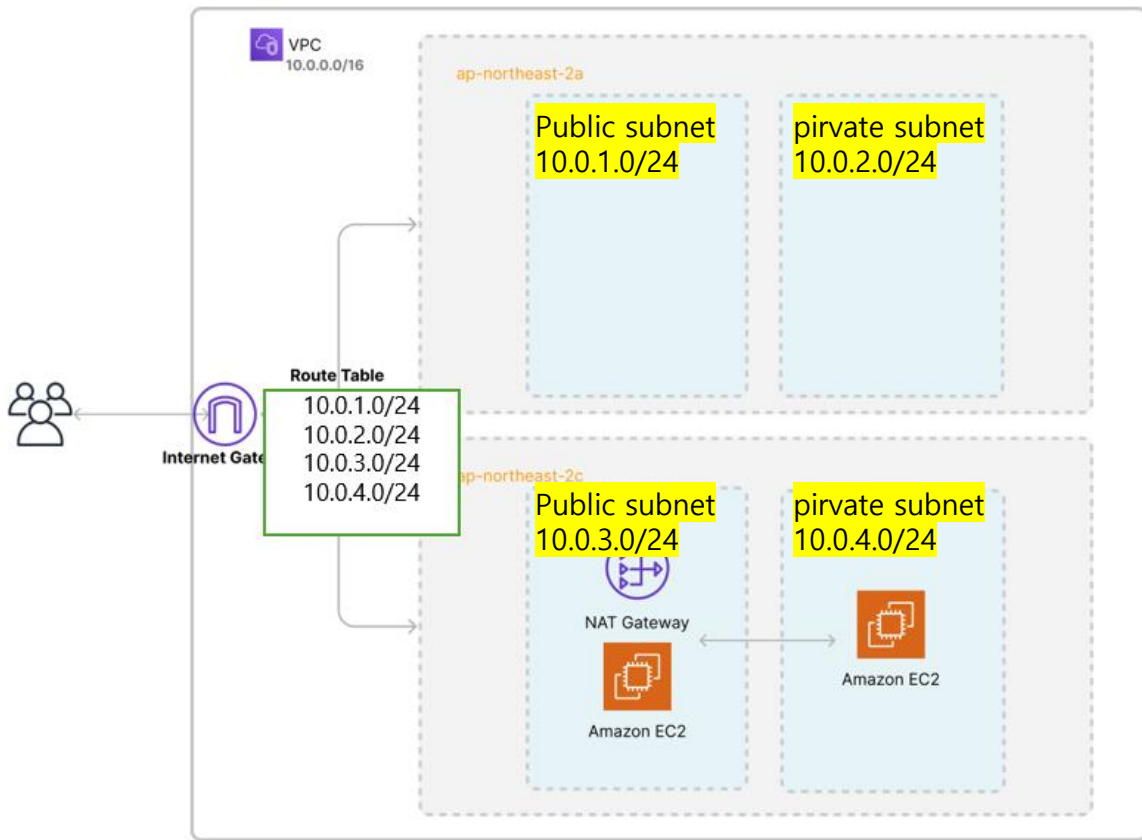 VPC
10.0.0.0/16
ap-northeast-2a
Public subnet
10.0.1.0/24
pirvate subnet
10.0.2.0/24
Route Table
10.0.1.0/24
10.0.2.0/24
10.0.3.0/24
10.0.4.0/24
Internet Gate
ap-northeast-2c
Public subnet
10.0.3.0/24
pirvate subnet
10.0.4.0/24
NAT Gateway
Amazon EC2
Amazon EC2